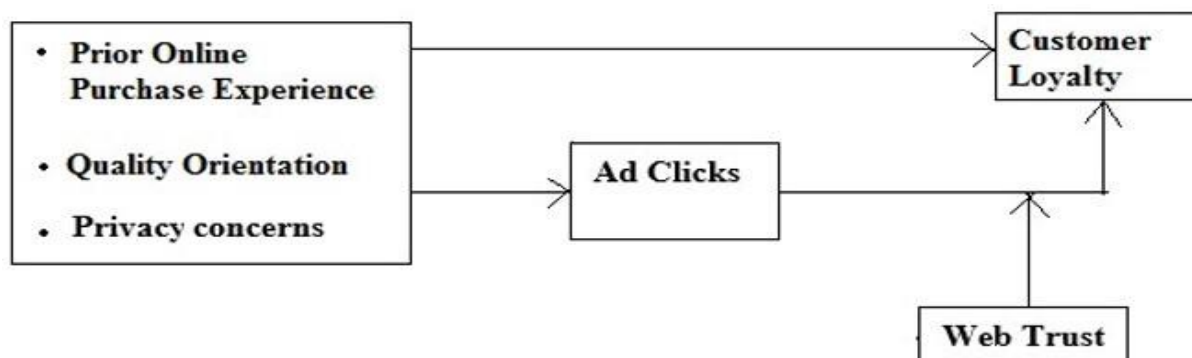 • Prior Online
Purchase Experience
• Quality Orientation
• Privacy concerns
Ad Clicks
Customer
Loyalty
Web Trust